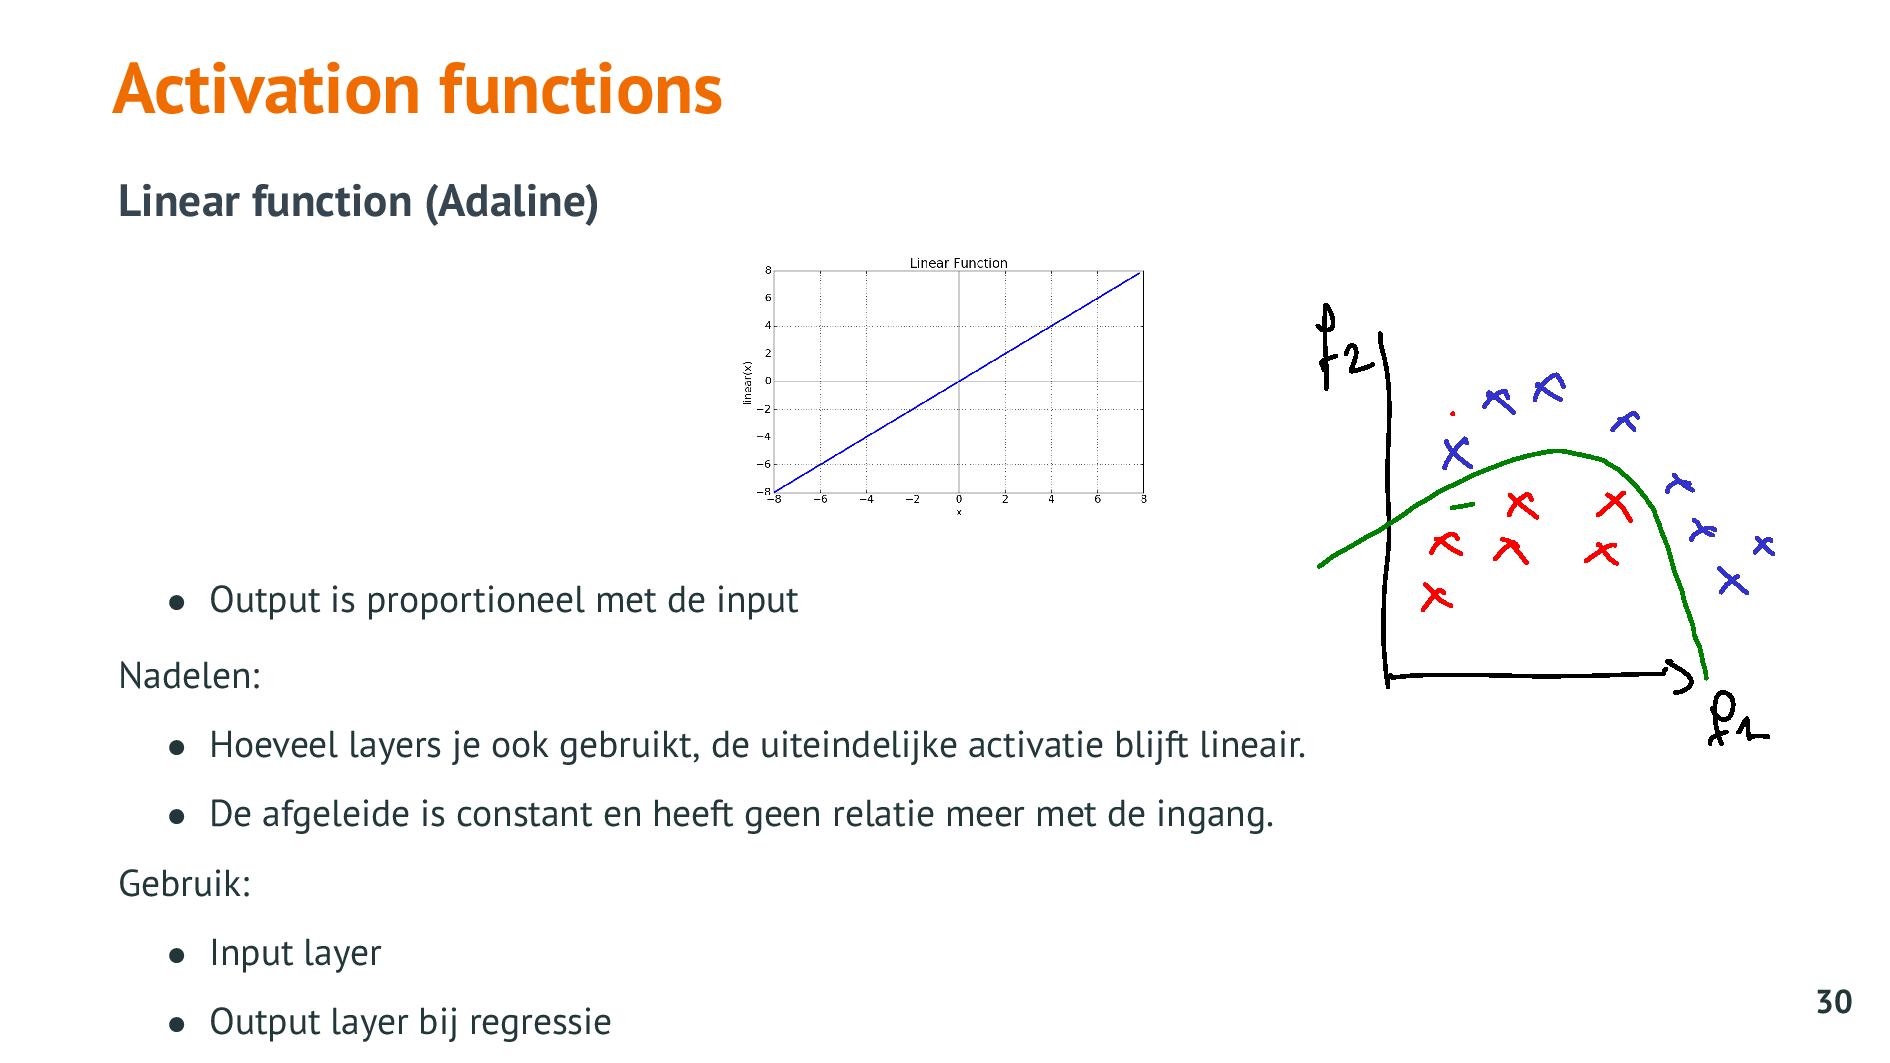 Activation functions
Linear function (Adaline)
Linear Function
8
6
4
2
0
−2
−4
−6
−8
linear(x)
−8 −6 −4 −2 0 2 4 6 8
x
f2
f1
● Output is proportioneel met de input
Nadelen:
● Hoeveel layers je ook gebruikt, de uiteindelijke activatie blijft lineair.
● De afgeleide is constant en heeft geen relatie meer met de ingang.
Gebruik:
● Input layer
● Output layer bij regressie
30